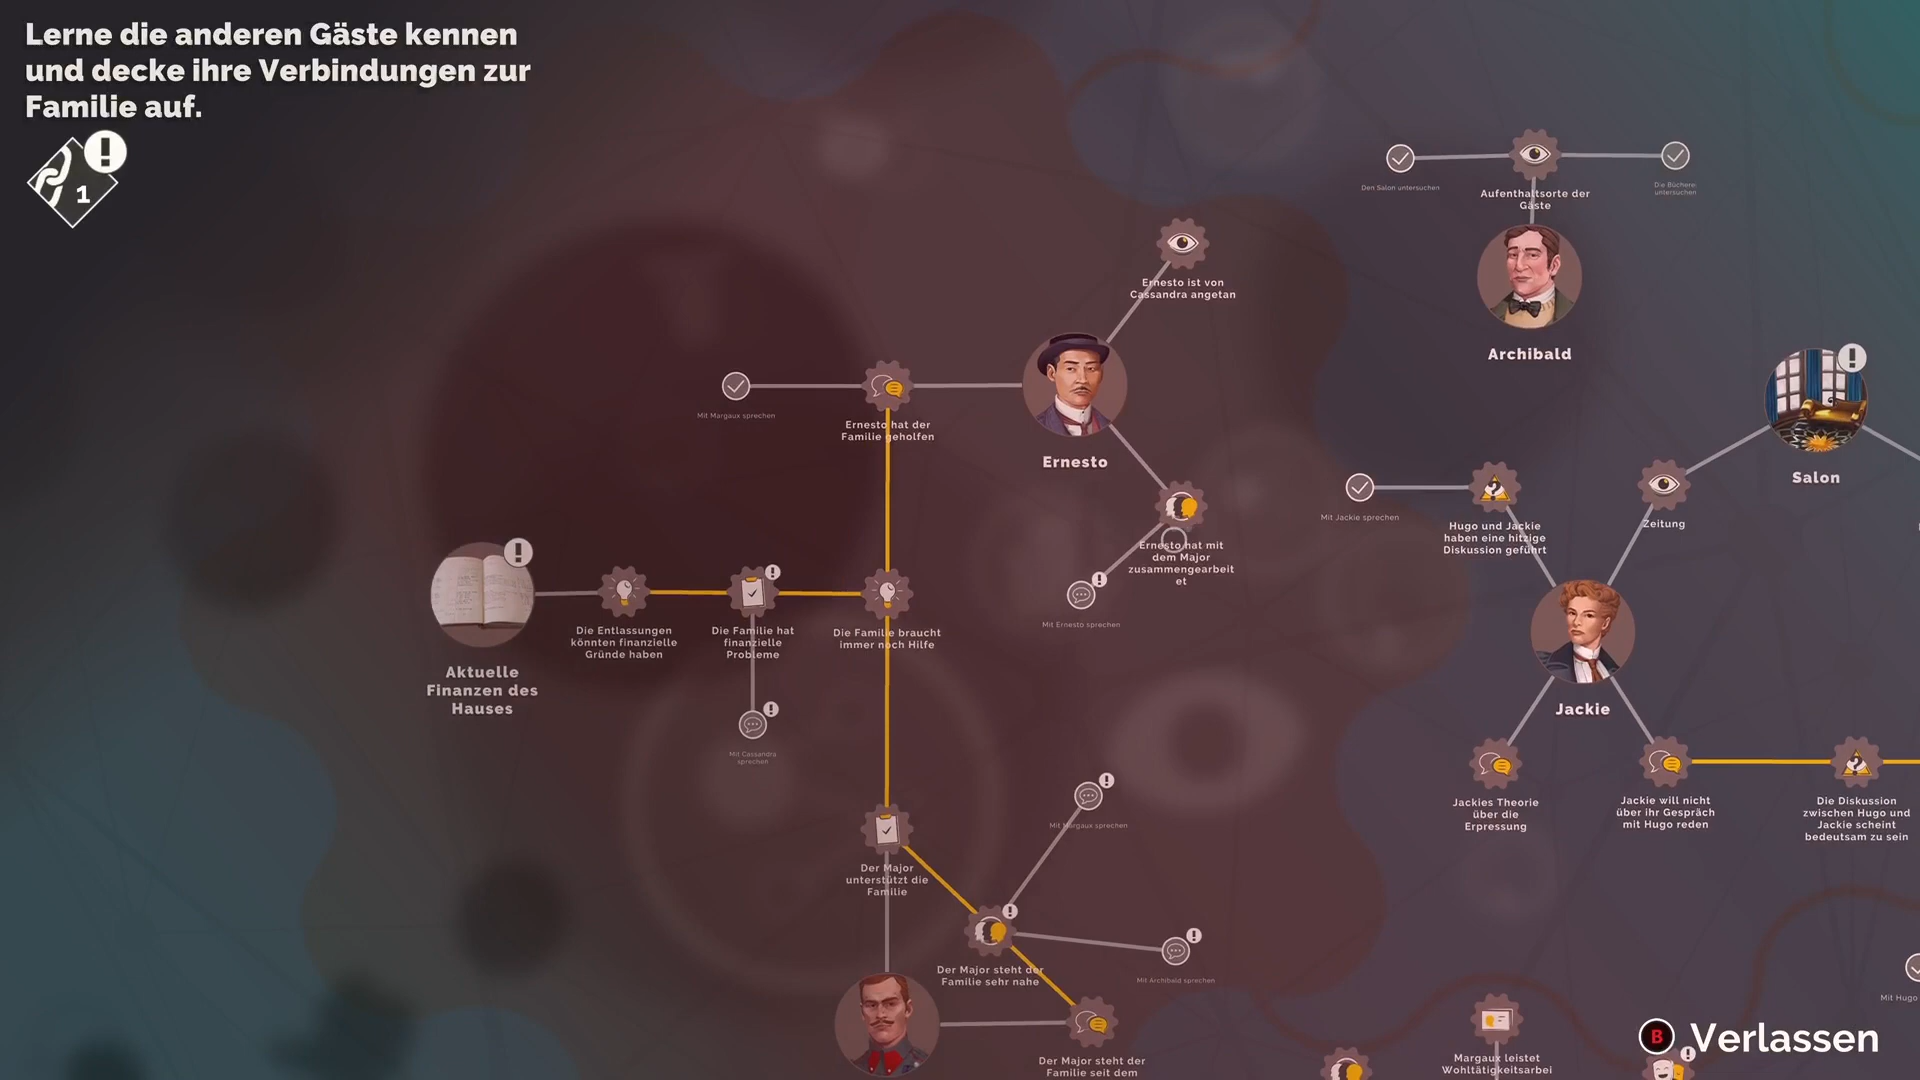 Lerne die anderen Gäste kennen
und decke ihre Verbindungen zur
Familie auf.
1
Den Salon untersuchen
Aufenthaltsorte der
Gäste
Die Bücherei
untersuchen
Archibald
Ernesto ist von
Cassandra angetan
Mit Margaux sprechen
Ernesto hat der
Familie geholfen
Ernesto
Salon
Mit Jackie sprechen
Hugo und Jackie
haben eine hitzige
Diskussion geführt
Zeitung
Ernesto hat mit
dem Major
zusammengearbeit
et
Mit Ernesto sprechen
Aktuelle
Finanzen des
Hauses
Die Entlassungen
könnten finanzielle
Gründe haben
Die Familie hat
finanzielle
Probleme
Die Familie braucht
immer noch Hilfe
Mit Cassandra
sprechen
Jackie
Jackies Theorie
über die
Erpressung
Jackie will nicht
über ihr Gespräch
mit Hugo reden
Die Diskussion
zwischen Hugo und
Jackie scheint
bedeutsam zu sein
Mit Margaux sprechen
Der Major
unterstützt die
Familie
Der Major steht der
Familie sehr nahe
Mit Archibald sprechen
Mit Hugo
Der Major steht der
Familie seit dem
Margaux leistet
Wohltätigkeitsarbei
B Verlassen